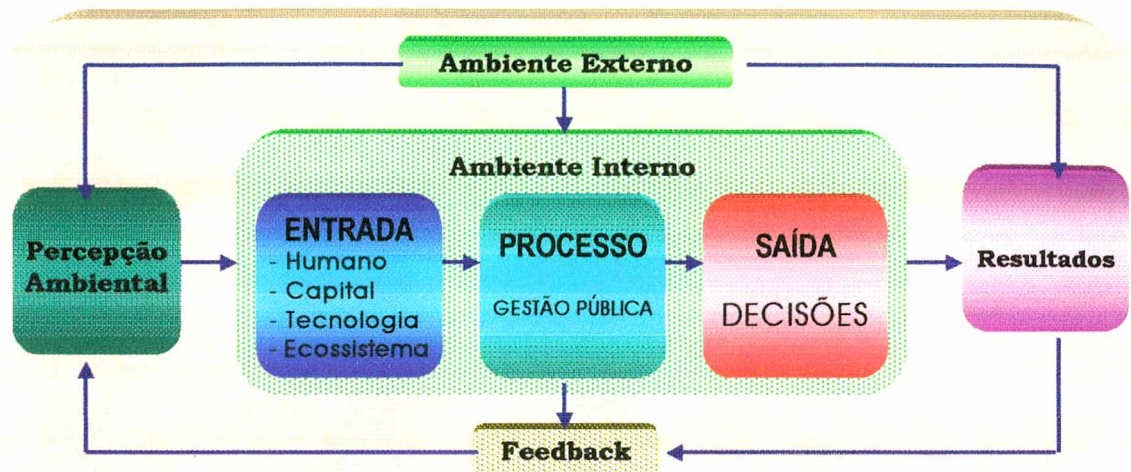 Ambiente Externo
Ambiente Interno
Percepção
Ambiental
ENTRADA
- Humano
- Capital
- Tecnologia
- Ecossistema
PROCESSO
GESTÃO PÚBLICA
SAÍDA
DECISÕES
Resultados
Feedback